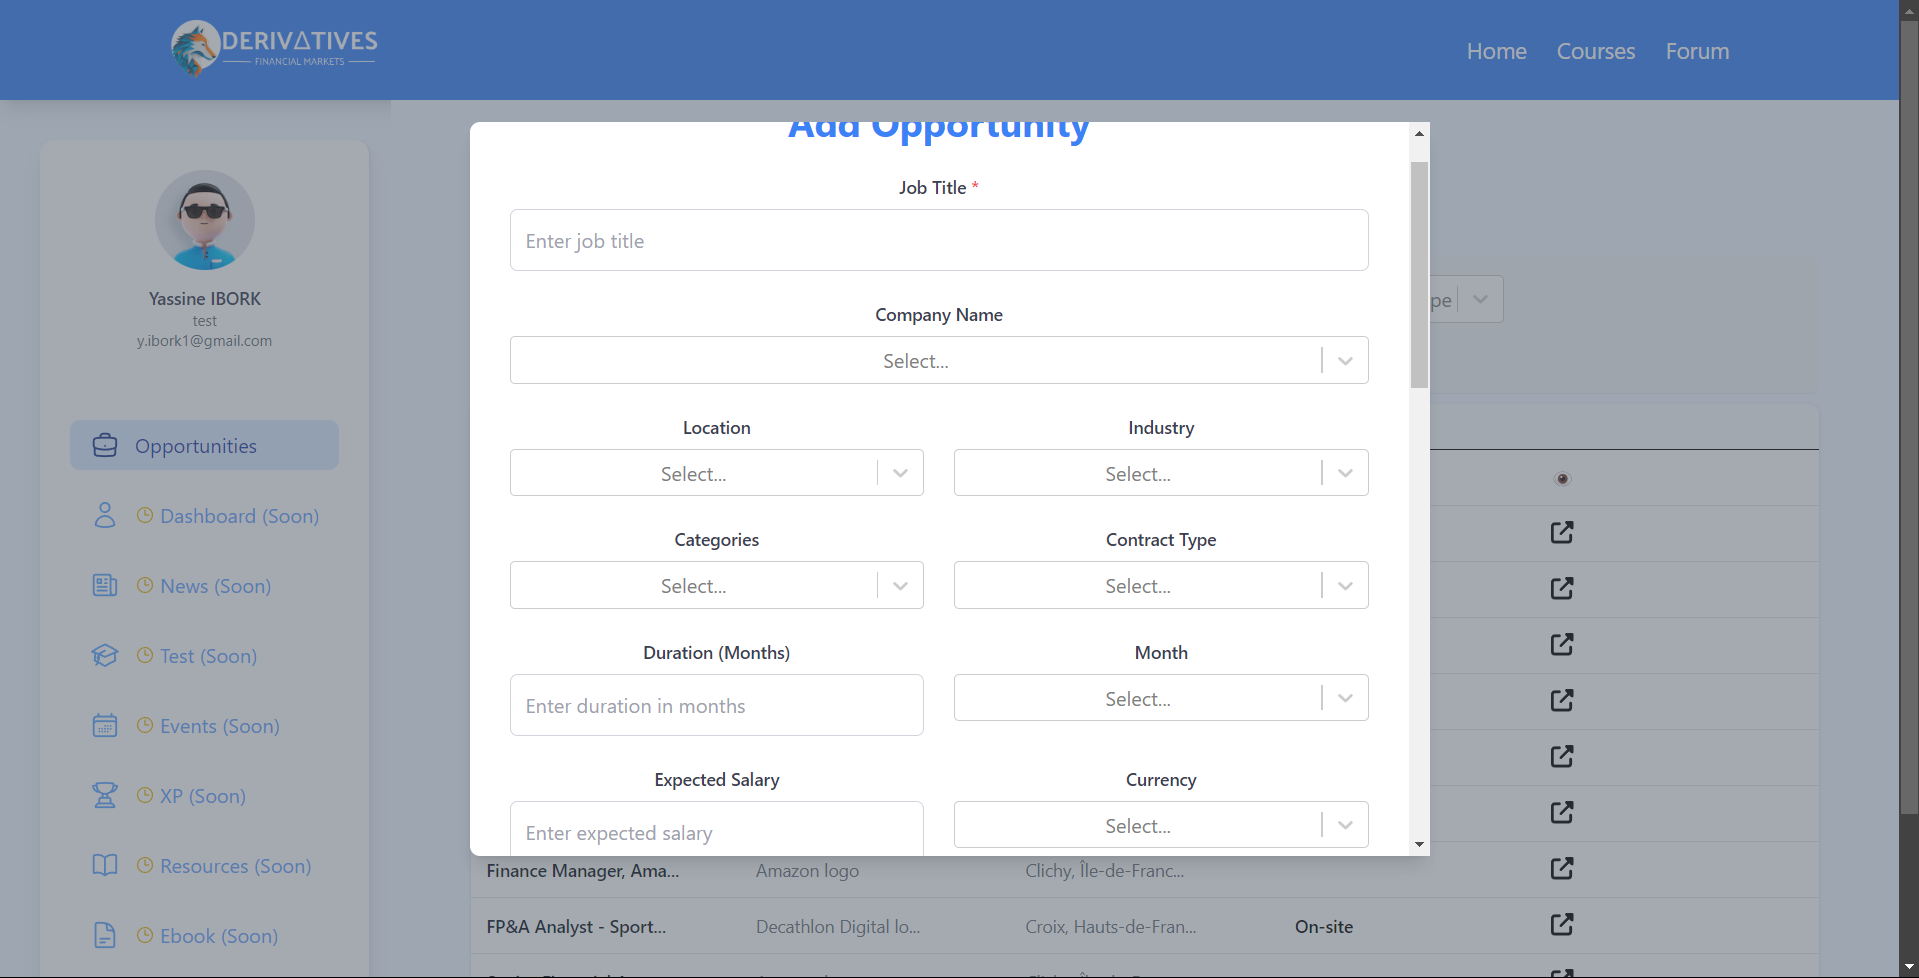 DERIVΔTIVES
FINANCIAL MARKETS
Home Courses Forum
Yassine IBORK
test
y.ibork1@gmail.com
Opportunities
Dashboard (Soon)
News (Soon)
Test (Soon)
Events (Soon)
XP (Soon)
Resources (Soon)
Ebook (Soon)
Add Opportunity
Job Title *
Enter job title
Company Name
Select...
Location Industry
Select... Select...
Categories Contract Type
Select... Select...
Duration (Months) Month
Enter duration in months Select...
Expected Salary Currency
Enter expected salary Select...
pe
Finance Manager, Ama... Amazon logo Clichy, Île-de-Franc...
FP&A Analyst - Sport... Decathlon Digital lo... Croix, Hauts-de-Fran... On-site